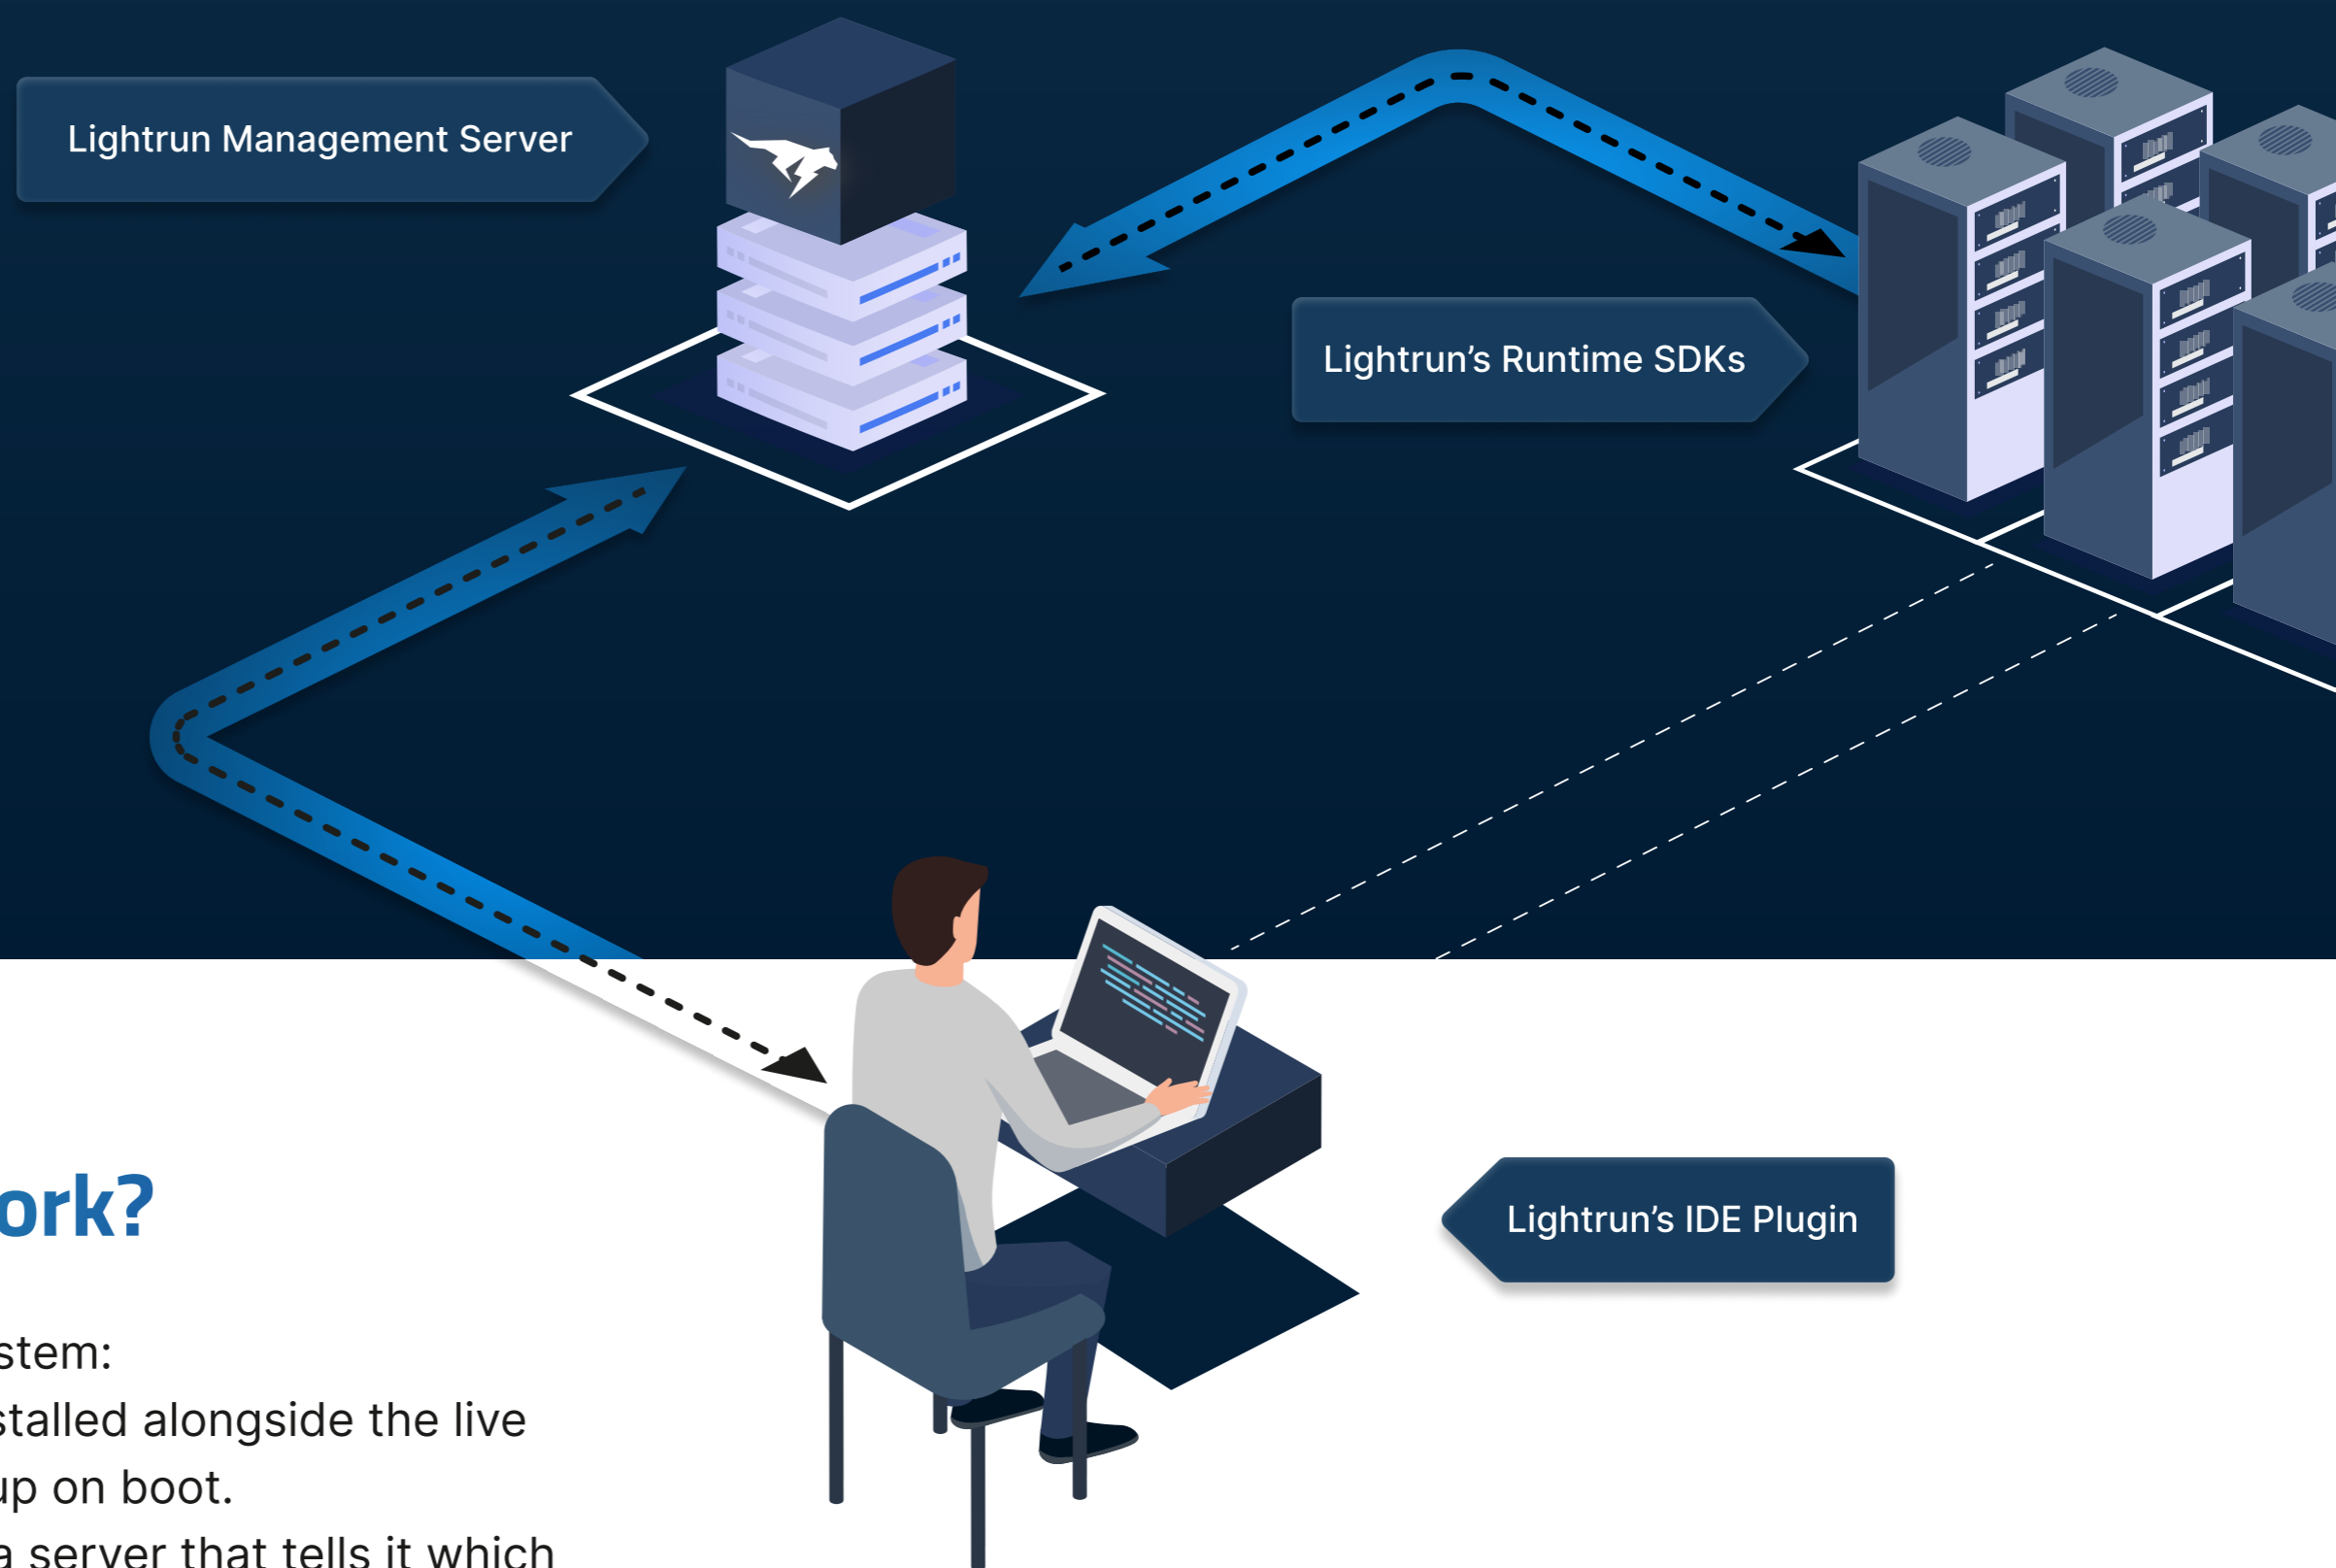 Lightrun Management Server
Lightrun's Runtime SDKs
Lightrun's IDE Plugin
ork?
stem:
stalled alongside the live
up on boot.
a server that tells it which